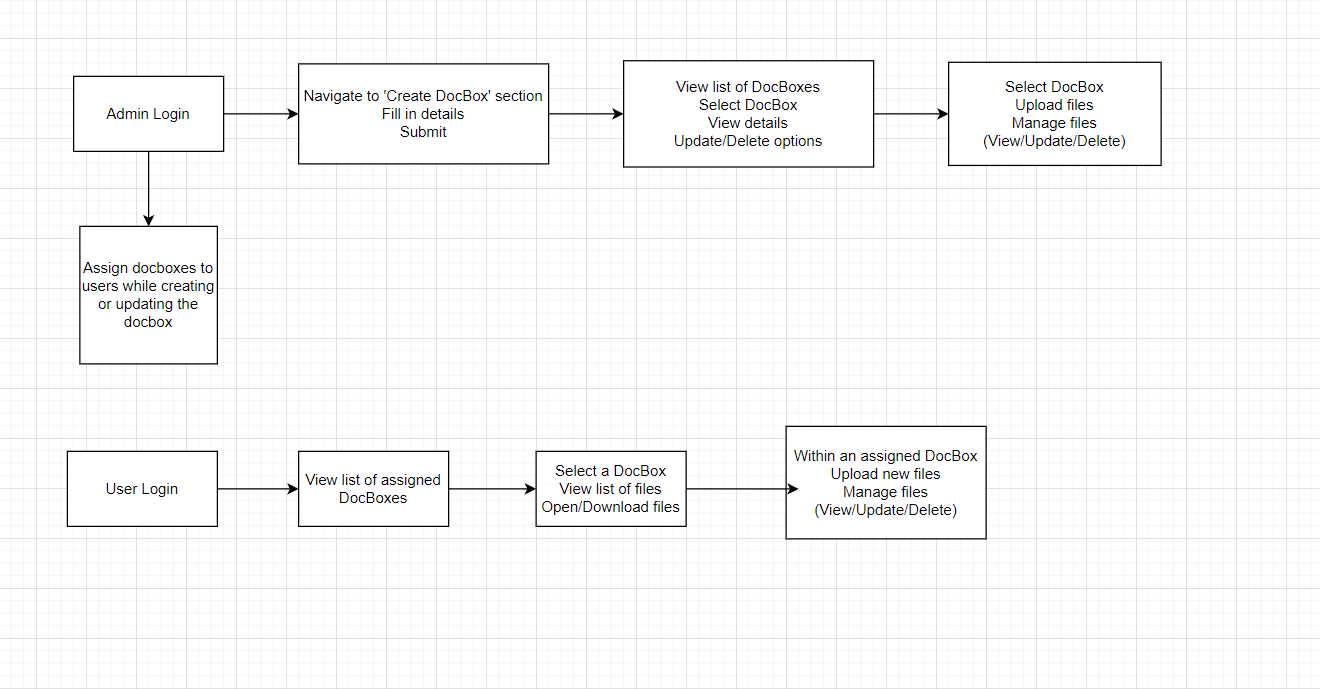 Admin Login
Navigate to 'Create DocBox' section
Fill in details
Submit
View list of DocBoxes
Select DocBox
View details
Update/Delete options
Select DocBox
Upload files
Manage files
(View/Update/Delete)
Assign docboxes to
users while creating
or updating the
docbox
User Login
View list of assigned
DocBoxes
Select a DocBox
View list of files
Open/Download files
Within an assigned DocBox
Upload new files
Manage files
(View/Update/Delete)